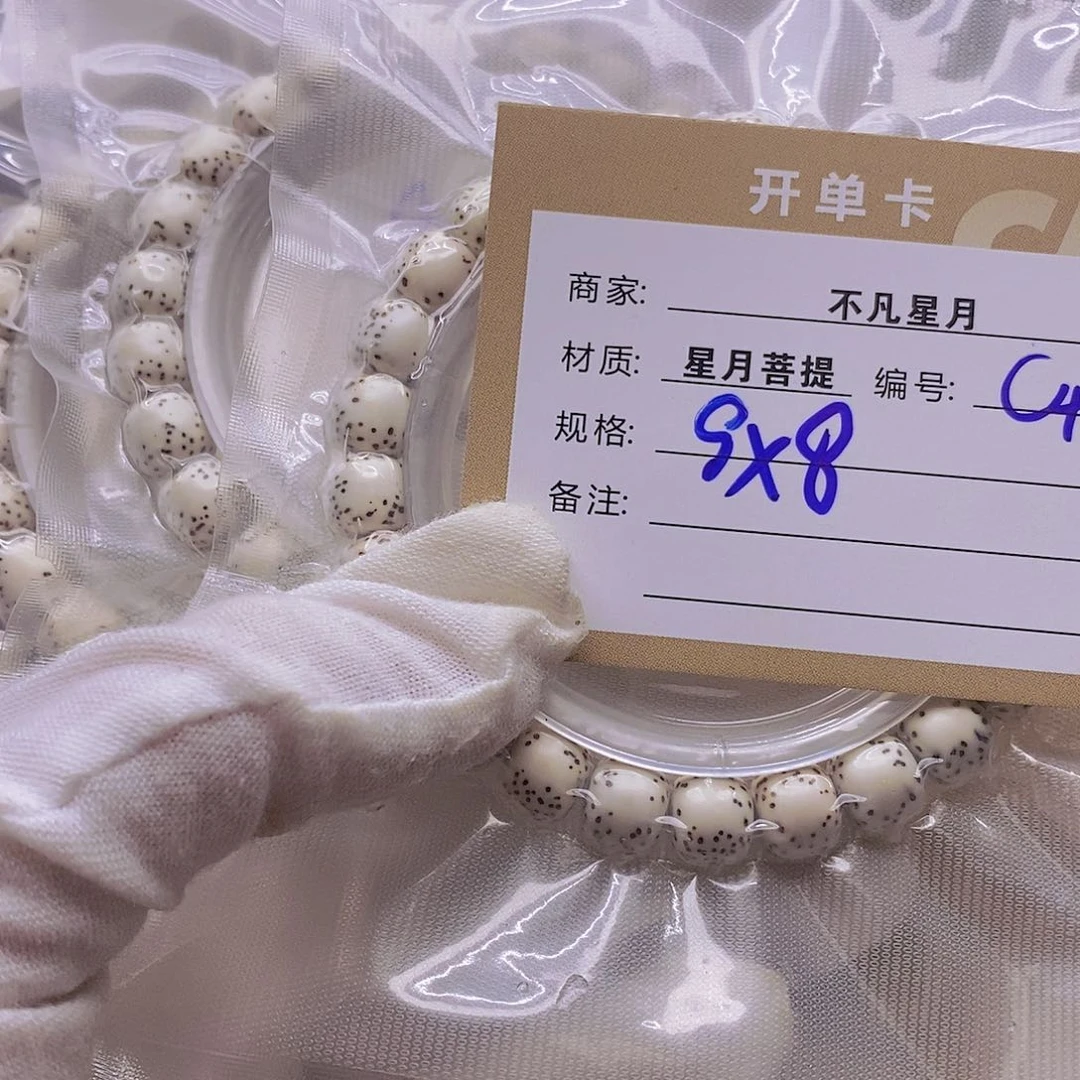 开单卡
商家: 不凡星月
材质: 星月菩提 编号: C4
规格: 9X8
备注: